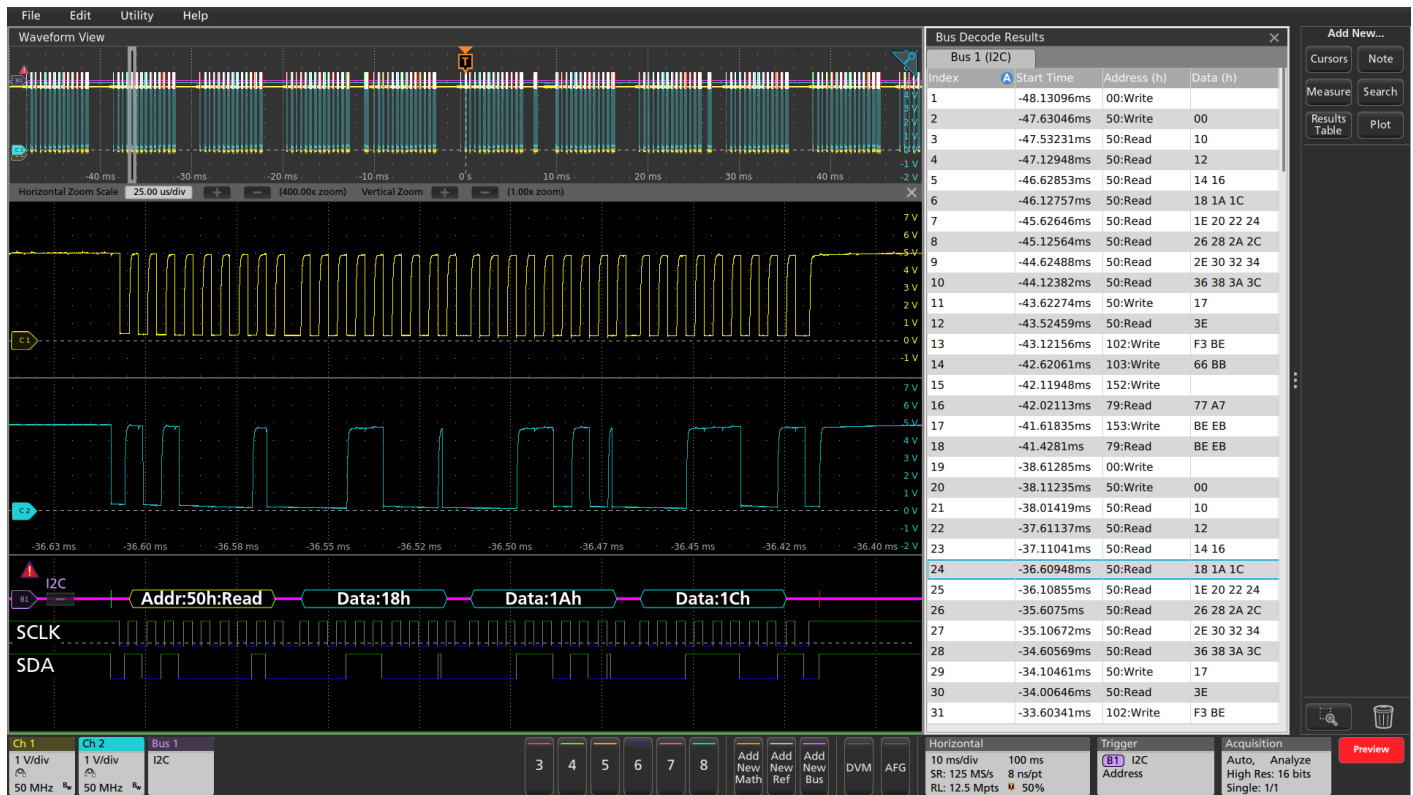 File Edit Utility Help
Waveform View
T
B1
4 V
3 V
2 V
1 V
-1 V
-2 V
C2
-40 ms -30 ms -20 ms -10 ms 0 s 10 ms 20 ms 30 ms 40 ms
Horizontal Zoom Scale 25.00 us/div + − (400.00x zoom) Vertical Zoom + − (1.00x zoom)
7 V
6 V
5 V
4 V
3 V
2 V
1 V
C1
0 V
-1 V
7 V
6 V
5 V
4 V
3 V
2 V
1 V
C2
0 V
-1 V
-36.63 ms -36.60 ms -36.58 ms -36.55 ms -36.52 ms -36.50 ms -36.47 ms -36.45 ms -36.42 ms -36.40 ms -2 V
I2C
B1 Addr:50h:Read Data:18h Data:1Ah Data:1Ch
SCLK
SDA
Bus Decode Results
Bus 1 (I2C)
Index A Start Time Address (h) Data (h)
1 -48.13096ms 00:Write
2 -47.63046ms 50:Write 00
3 -47.53231ms 50:Read 10
4 -47.12948ms 50:Read 12
5 -46.62853ms 50:Read 14 16
6 -46.12757ms 50:Read 18 1A 1C
7 -45.62646ms 50:Read 1E 20 22 24
8 -45.12564ms 50:Read 26 28 2A 2C
9 -44.62488ms 50:Read 2E 30 32 34
10 -44.12382ms 50:Read 36 38 3A 3C
11 -43.62274ms 50:Write 17
12 -43.52459ms 50:Read 3E
13 -43.12156ms 102:Write F3 BE
14 -42.62061ms 103:Write 66 BB
15 -42.11948ms 152:Write
16 -42.02113ms 79:Read 77 A7
17 -41.61835ms 153:Write BE EB
18 -41.4281ms 79:Read BE EB
19 -38.61285ms 00:Write
20 -38.11235ms 50:Write 00
21 -38.01419ms 50:Read 10
22 -37.61137ms 50:Read 12
23 -37.11041ms 50:Read 14 16
24 -36.60948ms 50:Read 18 1A 1C
25 -36.10855ms 50:Read 1E 20 22 24
26 -35.6075ms 50:Read 26 28 2A 2C
27 -35.10672ms 50:Read 2E 30 32 34
28 -34.60569ms 50:Read 36 38 3A 3C
29 -34.10461ms 50:Write 17
30 -34.00646ms 50:Read 3E
31 -33.60341ms 102:Write F3 BE
Add New...
Cursors Note
Measure Search
Results Plot
Table
Ch 1
1 V/div
50 MHz Bw
Ch 2
1 V/div
50 MHz Bw
Bus 1
I2C
3 4 5 6 7 8
Add New Math
Add New Ref
Add New Bus
DVM AFG
Horizontal
10 ms/div 100 ms
SR: 125 MS/s 8 ns/pt
RL: 12.5 Mpts 50%
Trigger
B1 I2C
Address
Acquisition
Auto, Analyze
High Res: 16 bits
Single: 1/1
Preview